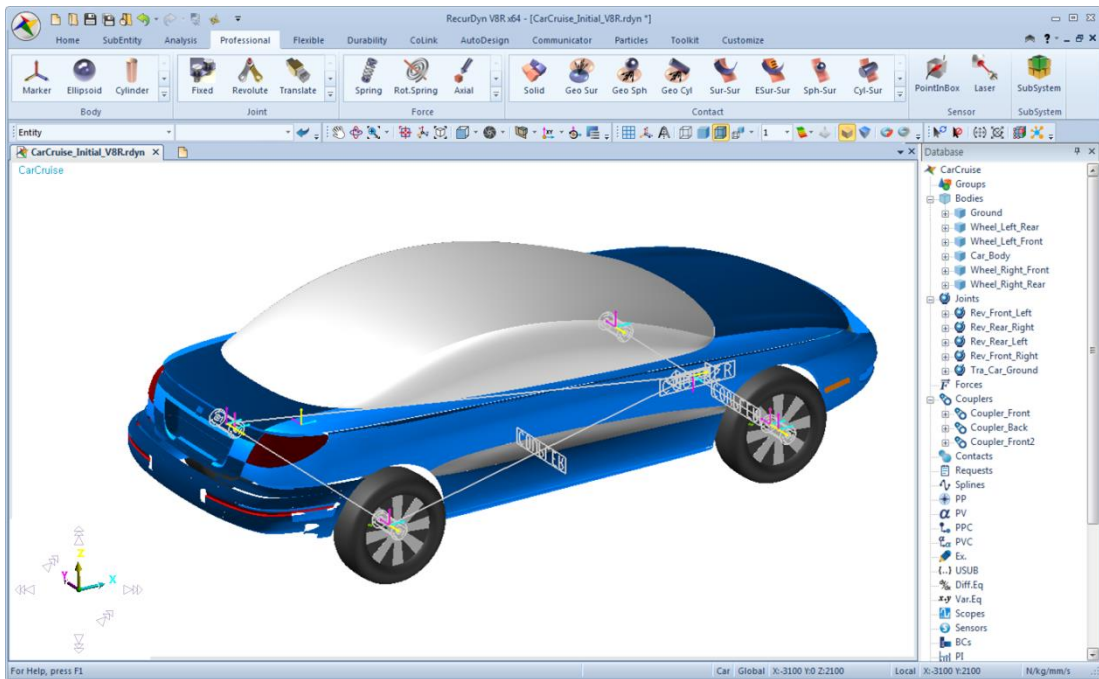 RecurDyn V8R x64 - [CarCruise_Initial_V8R.rdyn *]
Home SubEntity Analysis Professional Flexible Durability CoLink AutoDesign Communicator Particles Toolkit Customize
Marker Ellipsoid Cylinder Fixed Revolute Translate Spring Rot.Spring Axial Solid Geo Sur Geo Sph Geo Cyl Sur-Sur ESur-Sur Sph-Sur Cyl-Sur PointInBox Laser SubSystem
Body Joint Force Contact Sensor SubSystem
Entity 1
CarCruise_Initial_V8R.rdyn
CarCruise
COUPLER
COUPLER
Z
Y X
Database
CarCruise
Groups
Bodies
Ground
Wheel_Left_Rear
Wheel_Left_Front
Car_Body
Wheel_Right_Front
Wheel_Right_Rear
Joints
Rev_Front_Left
Rev_Rear_Right
Rev_Rear_Left
Rev_Front_Right
Tra_Car_Ground
F Forces
Couplers
Coupler_Front
Coupler_Back
Coupler_Front2
Contacts
Requests
Splines
PP
α PV
PPC
PVC
Ex.
{..} USUB
Diff.Eq
x-y Var.Eq
Scopes
Sensors
BCs
PI
For Help, press F1 Car Global X:-3100 Y:0 Z:2100 Local X:-3100 Y:2100 N/kg/mm/s